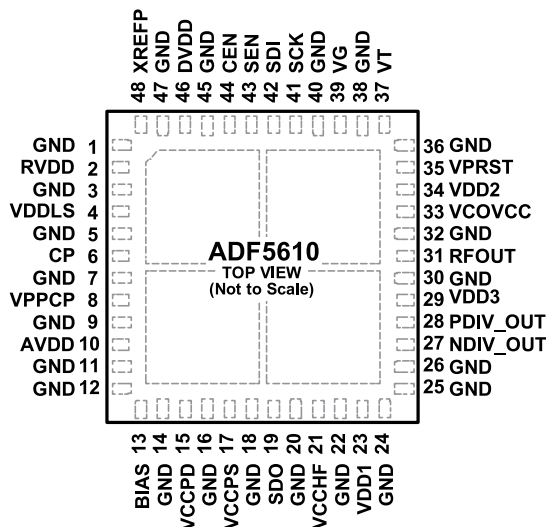 48 XREFP
47 GND
46 DVDD
45 GND
44 CEN
43 SEN
42 SDI
41 SCK
40 GND
39 VG
38 GND
37 VT
GND 1
RVDD 2
GND 3
VDDLS 4
GND 5
CP 6
GND 7
VPPCP 8
GND 9
AVDD 10
GND 11
GND 12
ADF5610
TOP VIEW
(Not to Scale)
36 GND
35 VPRST
34 VDD2
33 VCOVCC
32 GND
31 RFOUT
30 GND
29 VDD3
28 PDIV_OUT
27 NDIV_OUT
26 GND
25 GND
BIAS 13
GND 14
VCCPD 15
GND 16
VCCPS 17
GND 18
SDO 19
GND 20
VCCHF 21
GND 22
VDD1 23
GND 24